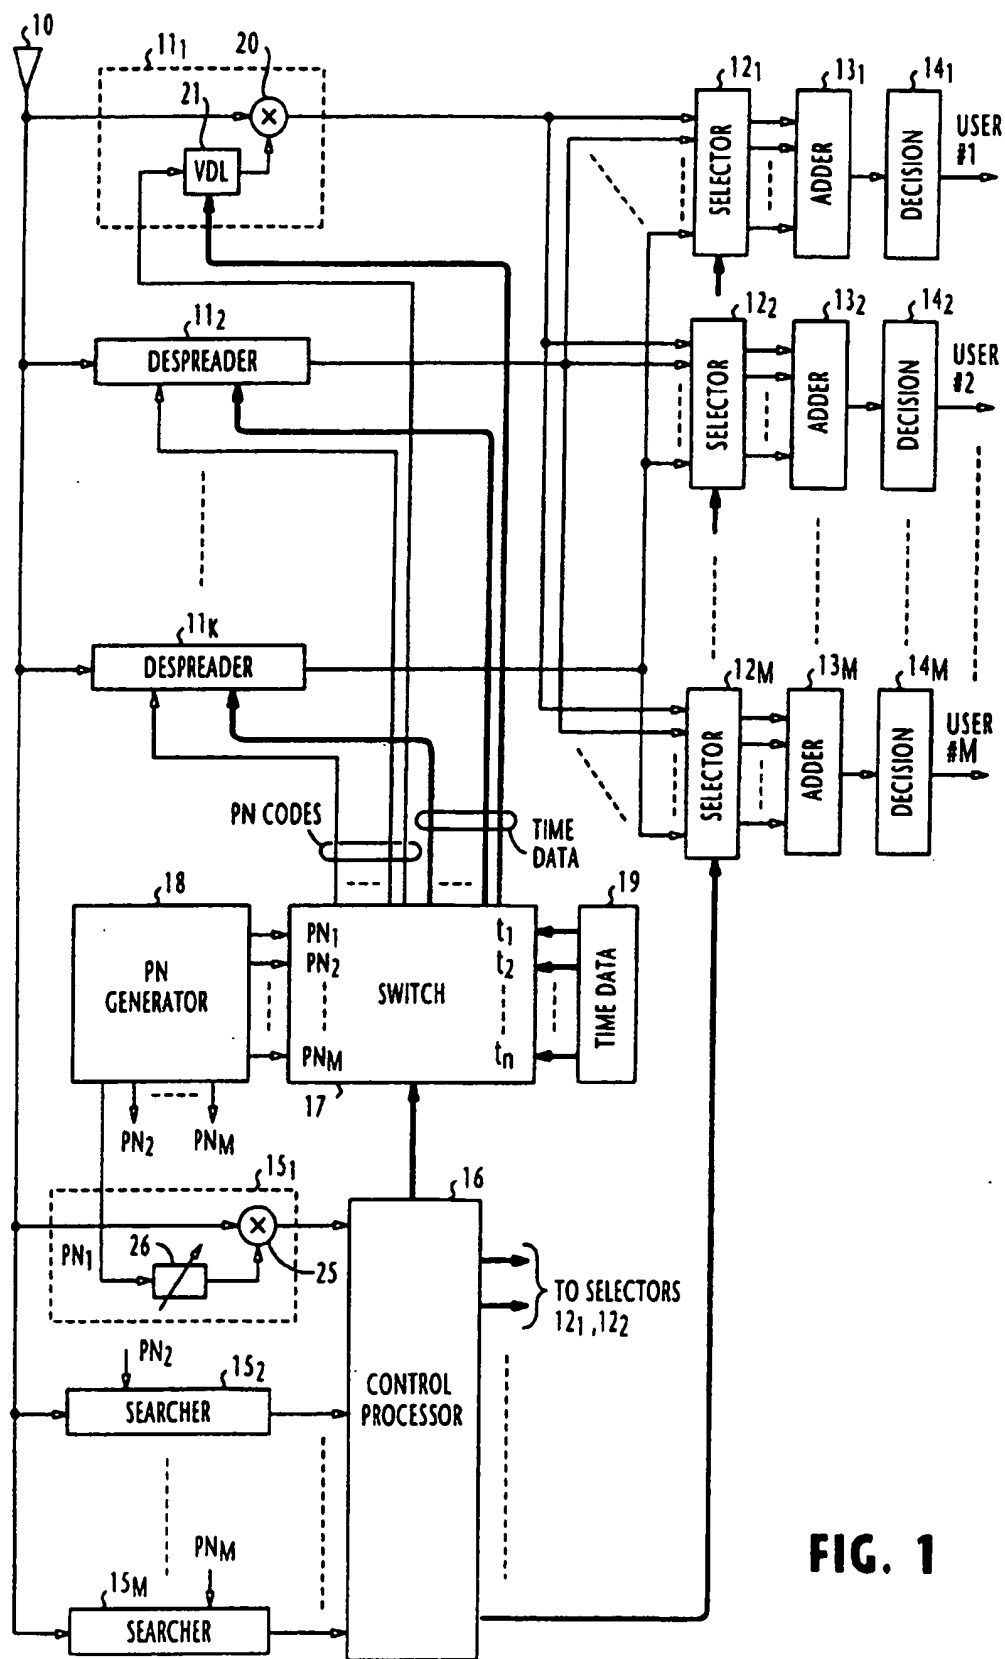 10
11₁
20
21
VDL
12₁
13₁
14₁
SELECTOR
ADDER
DECISION
USER
#1
11₂
DESPREADER
12₂
13₂
14₂
SELECTOR
ADDER
DECISION
USER
#2
11K
DESPREADER
12M
13M
14M
SELECTOR
ADDER
DECISION
USER
#M
PN CODES
TIME
DATA
18
PN
GENERATOR
PN₁
PN₂
PNM
SWITCH
t₁
t₂
tn
17
19
TIME DATA
PN₂
PNM
15₁
PN₁
26
25
16
CONTROL
PROCESSOR
TO SELECTORS
12₁,12₂
PN₂
15₂
SEARCHER
PNM
15M
SEARCHER
FIG. 1